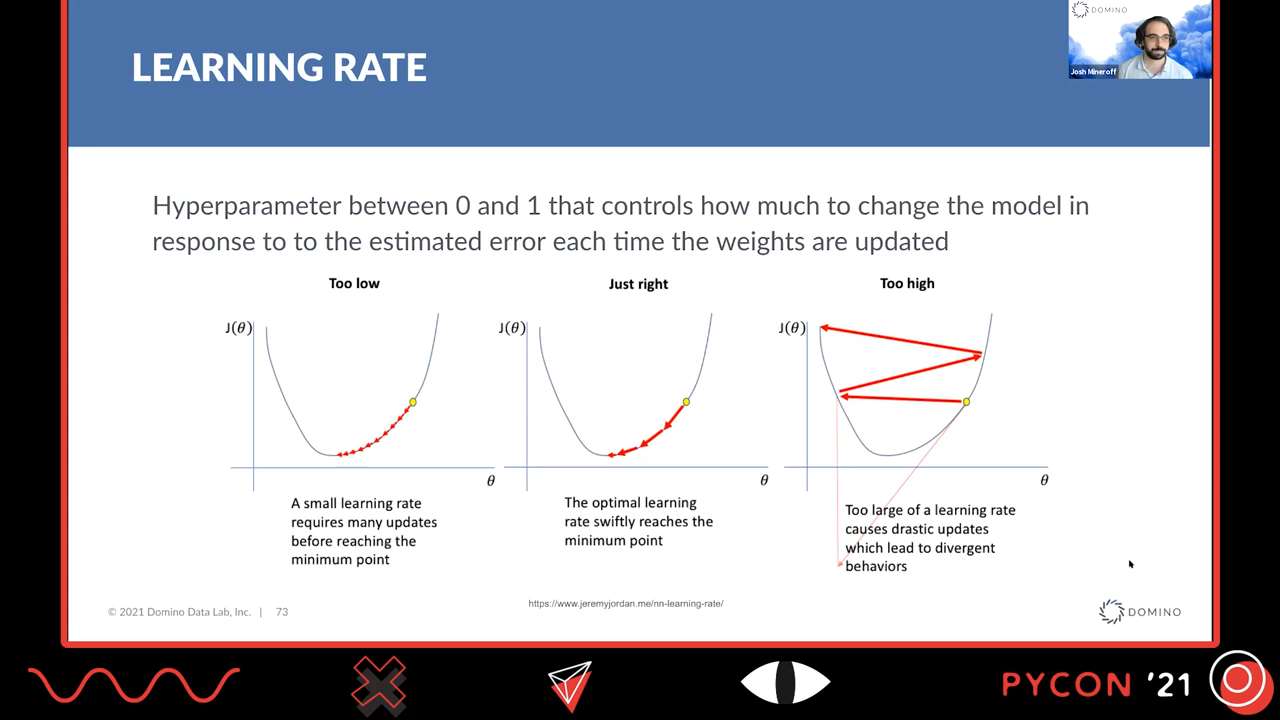 LEARNING RATE
DOMINO
Josh Mineroff
Hyperparameter between 0 and 1 that controls how much to change the model in
response to to the estimated error each time the weights are updated
Too low
Just right
Too high
J(θ)
J(θ)
J(θ)
θ
θ
θ
A small learning rate
requires many updates
before reaching the
minimum point
The optimal learning
rate swiftly reaches the
minimum point
Too large of a learning rate
causes drastic updates
which lead to divergent
behaviors
https://www.jeremyjordan.me/nn-learning-rate/
© 2021 Domino Data Lab, Inc. | 73
DOMINO
PYCON '21